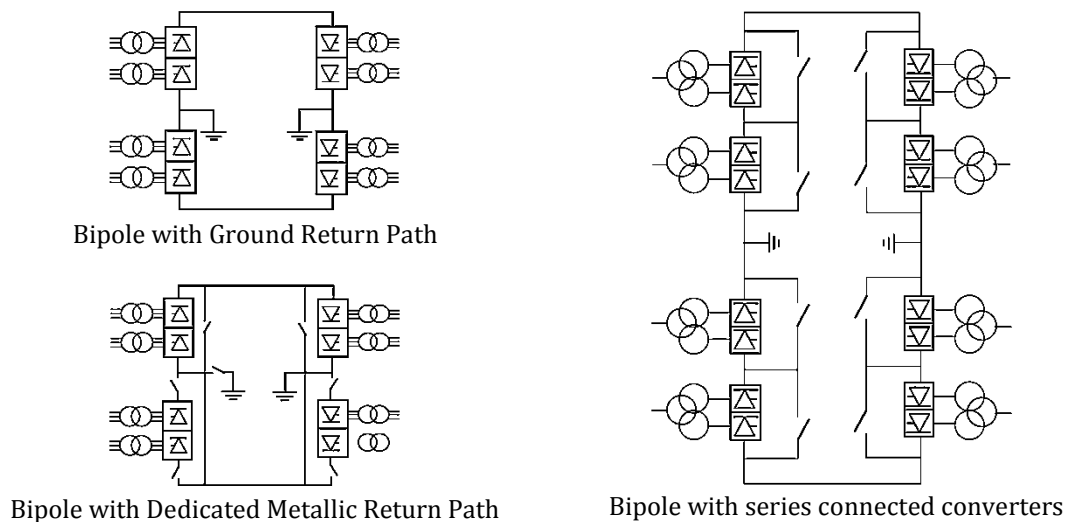 Bipole with Ground Return Path
Bipole with Dedicated Metallic Return Path
Bipole with series connected converters